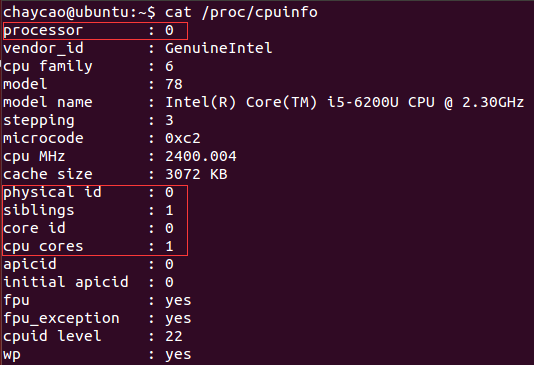 chaycao@ubuntu:~$ cat /proc/cpuinfo
processor : 0
vendor_id : GenuineIntel
cpu family : 6
model : 78
model name : Intel(R) Core(TM) i5-6200U CPU @ 2.30GHz
stepping : 3
microcode : 0xc2
cpu MHz : 2400.004
cache size : 3072 KB
physical id : 0
siblings : 1
core id : 0
cpu cores : 1
apicid : 0
initial apicid : 0
fpu : yes
fpu_exception : yes
cpuid level : 22
wp : yes